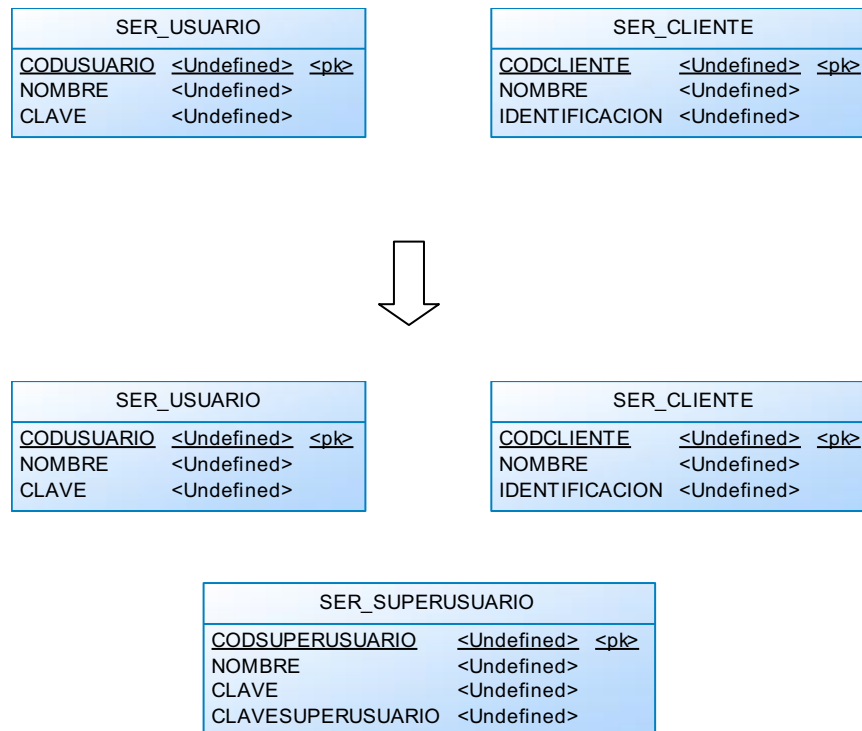 SER_USUARIO
CODUSUARIO <Undefined> <pk>
NOMBRE <Undefined>
CLAVE <Undefined>
SER_CLIENTE
CODCLIENTE <Undefined> <pk>
NOMBRE <Undefined>
IDENTIFICACION <Undefined>
SER_USUARIO
CODUSUARIO <Undefined> <pk>
NOMBRE <Undefined>
CLAVE <Undefined>
SER_CLIENTE
CODCLIENTE <Undefined> <pk>
NOMBRE <Undefined>
IDENTIFICACION <Undefined>
SER_SUPERUSUARIO
CODSUPERUSUARIO <Undefined> <pk>
NOMBRE <Undefined>
CLAVE <Undefined>
CLAVESUPERUSUARIO <Undefined>